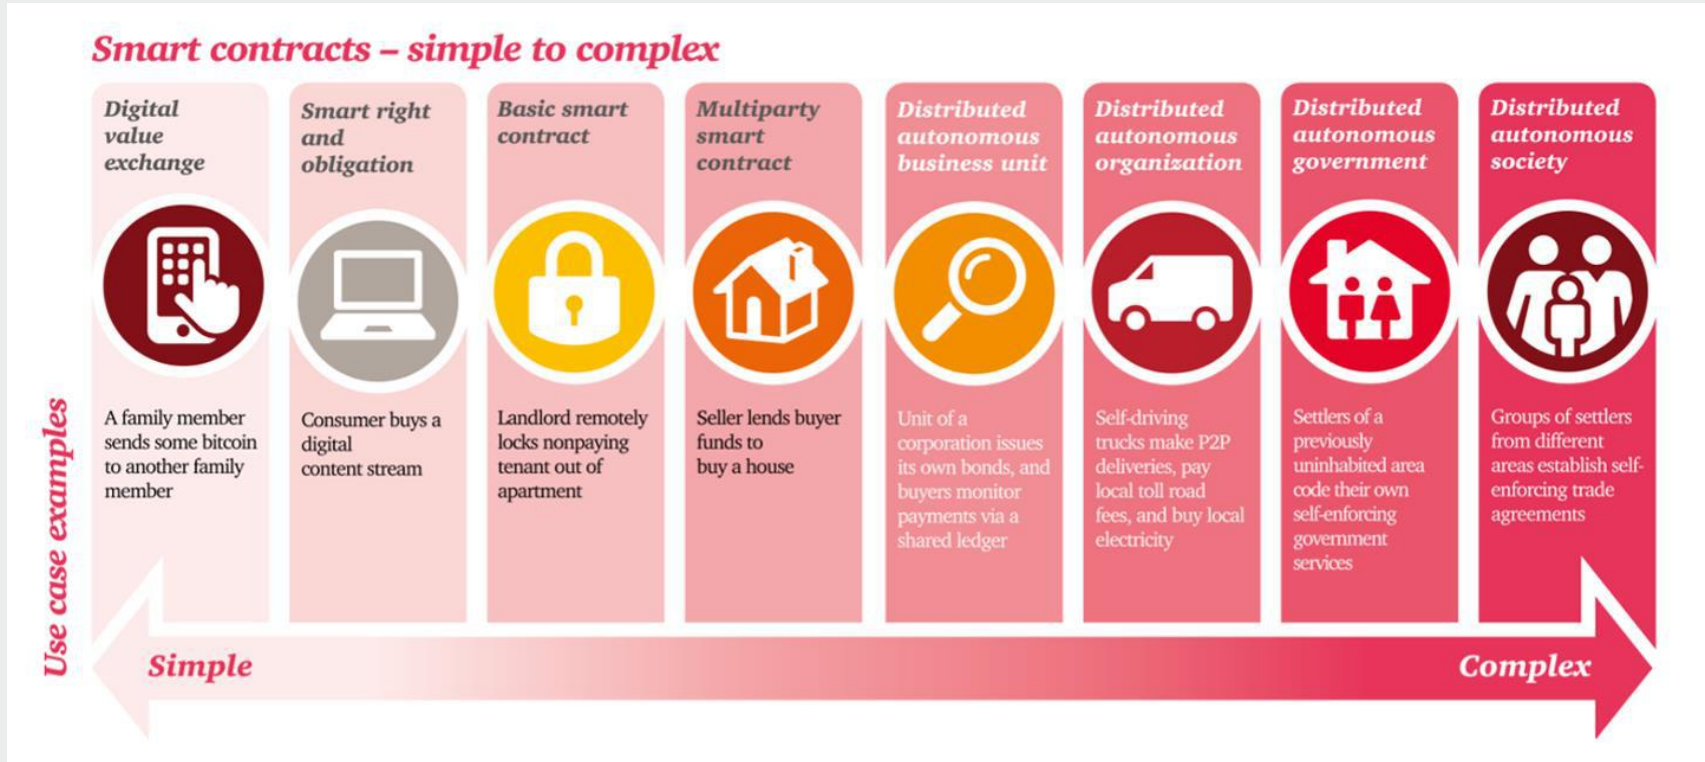 Smart contracts – simple to complex
Digital
value
exchange
A family member
sends some bitcoin
to another family
member
Smart right
and
obligation
Consumer buys a
digital
content stream
Basic smart
contract
Landlord remotely
locks nonpaying
tenant out of
apartment
Multiparty
smart
contract
Seller lends buyer
funds to
buy a house
Distributed
autonomous
business unit
Unit of a
corporation issues
its own bonds, and
buyers monitor
payments via a
shared ledger
Distributed
autonomous
organization
Self-driving
trucks make P2P
deliveries, pay
local toll road
fees, and buy local
electricity
Distributed
autonomous
government
Settlers of a
previously
uninhabited area
code their own
self-enforcing
government
services
Distributed
autonomous
society
Groups of settlers
from different
areas establish self-
enforcing trade
agreements
Use case examples
Simple
Complex